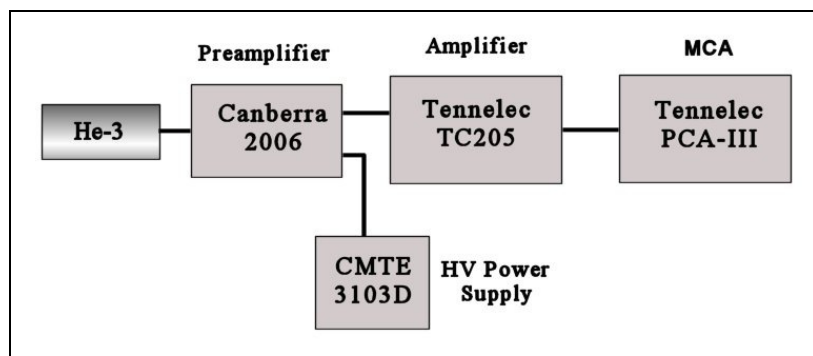 Preamplifier
Amplifier
MCA
He-3
Canberra
2006
Tennelec
TC205
Tennelec
PCA-III
CMTE
3103D
HV Power
Supply